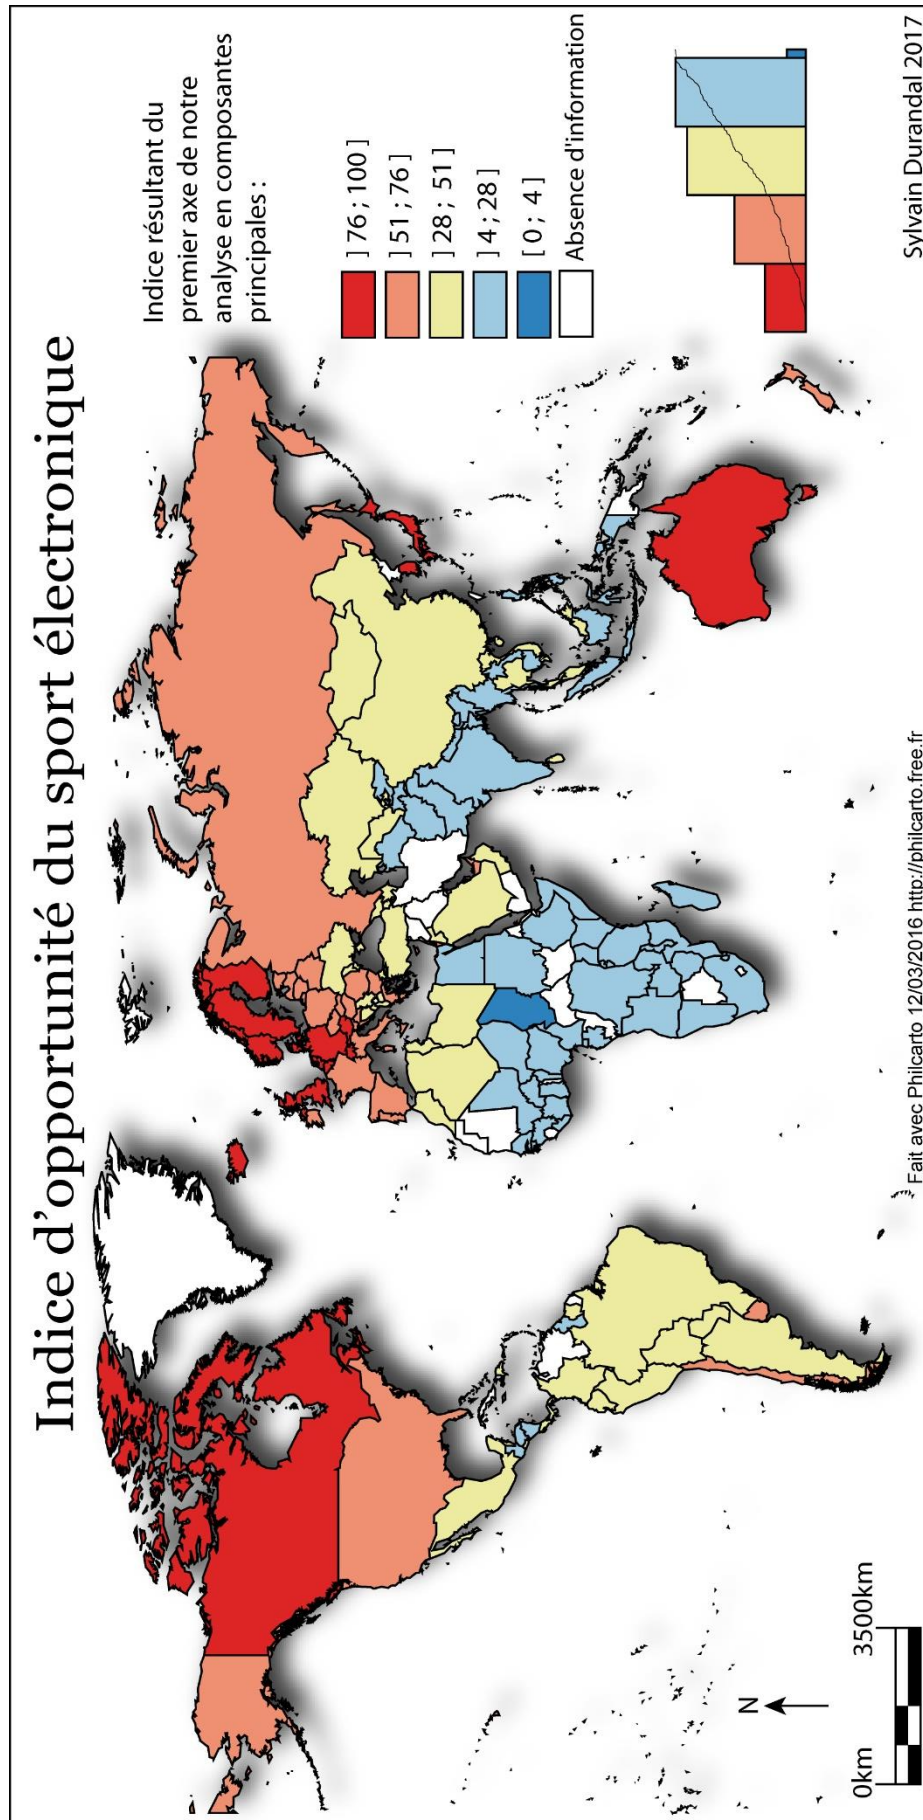 Indice d'opportunité du sport électronique
Indice résultant du
premier axe de notre
analyse en composantes
principales :
] 76 ; 100 ]
] 51 ; 76 ]
] 28 ; 51 ]
] 4 ; 28 ]
[ 0 ; 4 ]
Absence d'information
N
0km
3500km
Fait avec Philcarto 12/03/2016 http://philcarto.free.fr
Sylvain Durandal 2017